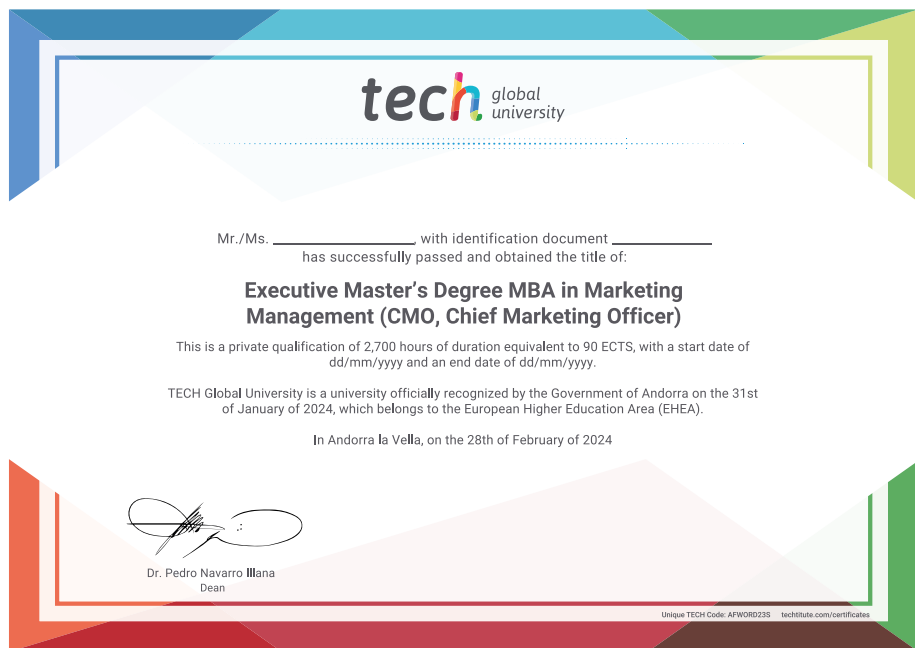 tech global
university
Mr./Ms. _________________, with identification document ____________
has successfully passed and obtained the title of:
Executive Master’s Degree MBA in Marketing
Management (CMO, Chief Marketing Officer)
This is a private qualification of 2,700 hours of duration equivalent to 90 ECTS, with a start date of
dd/mm/yyyy and an end date of dd/mm/yyyy.
TECH Global University is a university officially recognized by the Government of Andorra on the 31st
of January of 2024, which belongs to the European Higher Education Area (EHEA).
In Andorra la Vella, on the 28th of February of 2024
Dr. Pedro Navarro Illana
Dean
Unique TECH Code: AFWORD23S techtitute.com/certificates